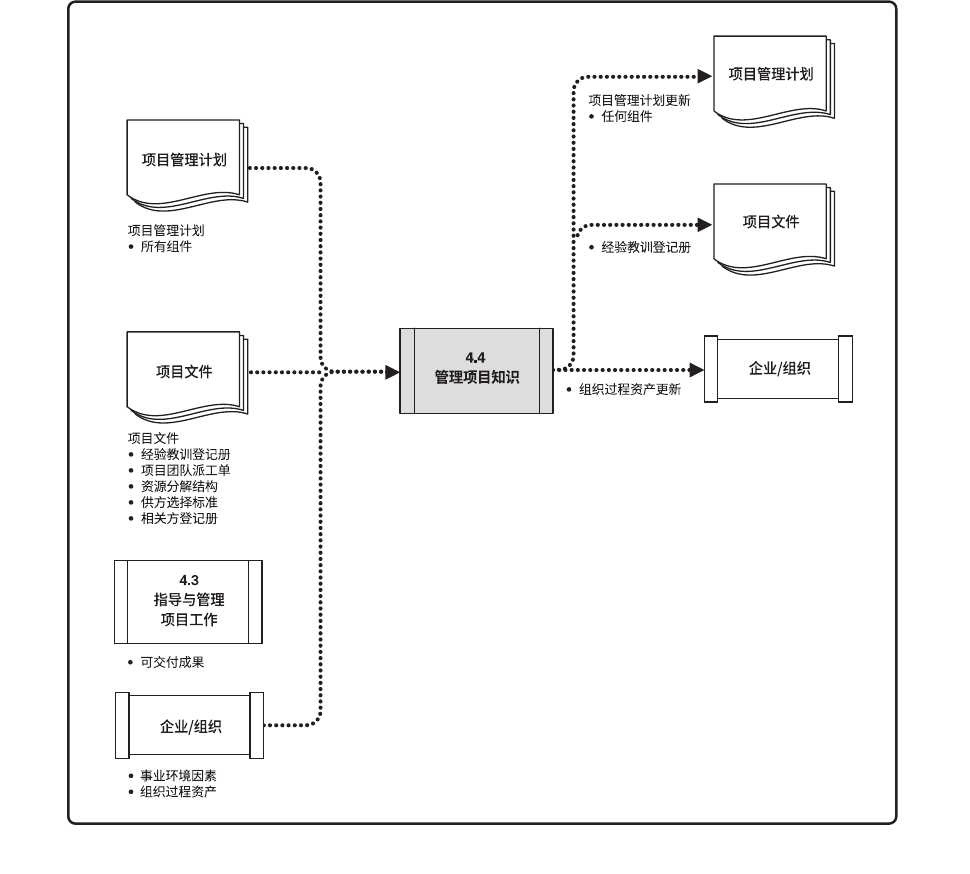 项目管理计划
项目管理计划
• 所有组件
项目文件
项目文件
• 经验教训登记册
• 项目团队派工单
• 资源分解结构
• 供方选择标准
• 相关方登记册
4.3
指导与管理
项目工作
• 可交付成果
企业/组织
• 事业环境因素
• 组织过程资产
4.4
管理项目知识
项目管理计划
项目管理计划更新
• 任何组件
项目文件
• 经验教训登记册
企业/组织
• 组织过程资产更新